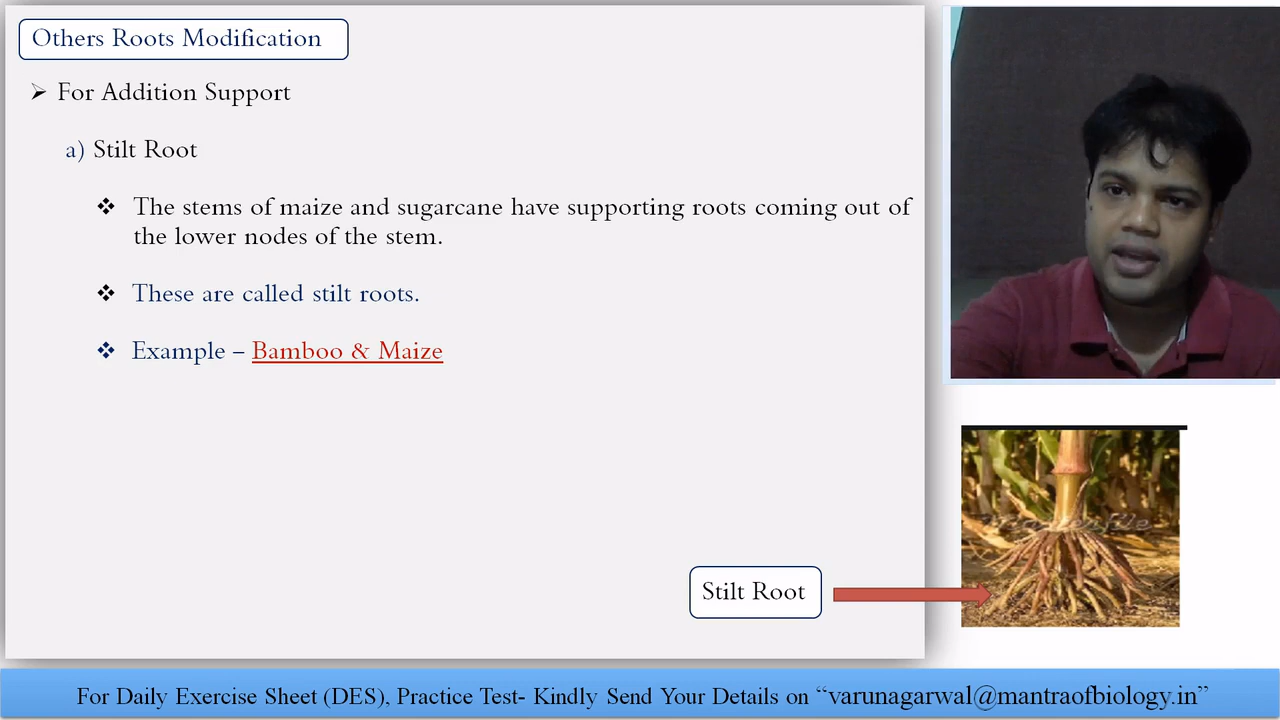 Others Roots Modification
For Addition Support
a) Stilt Root
The stems of maize and sugarcane have supporting roots coming out of
the lower nodes of the stem.
These are called stilt roots.
Example – Bamboo & Maize
Stilt Root
For Daily Exercise Sheet (DES), Practice Test- Kindly Send Your Details on “varunagarwal@mantraofbiology.in”